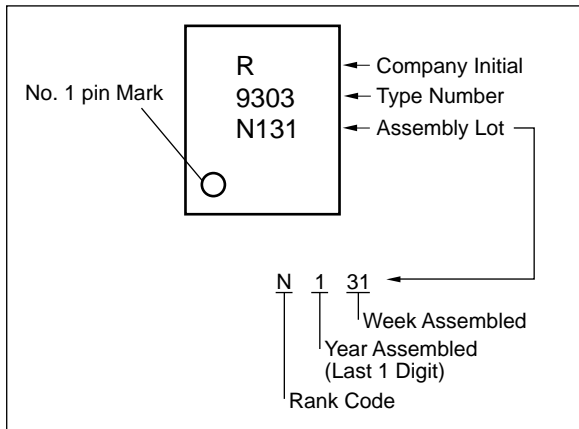 R
Company Initial
No. 1 pin Mark
9303
Type Number
N131
Assembly Lot
N 1 31
Week Assembled
Year Assembled
(Last 1 Digit)
Rank Code